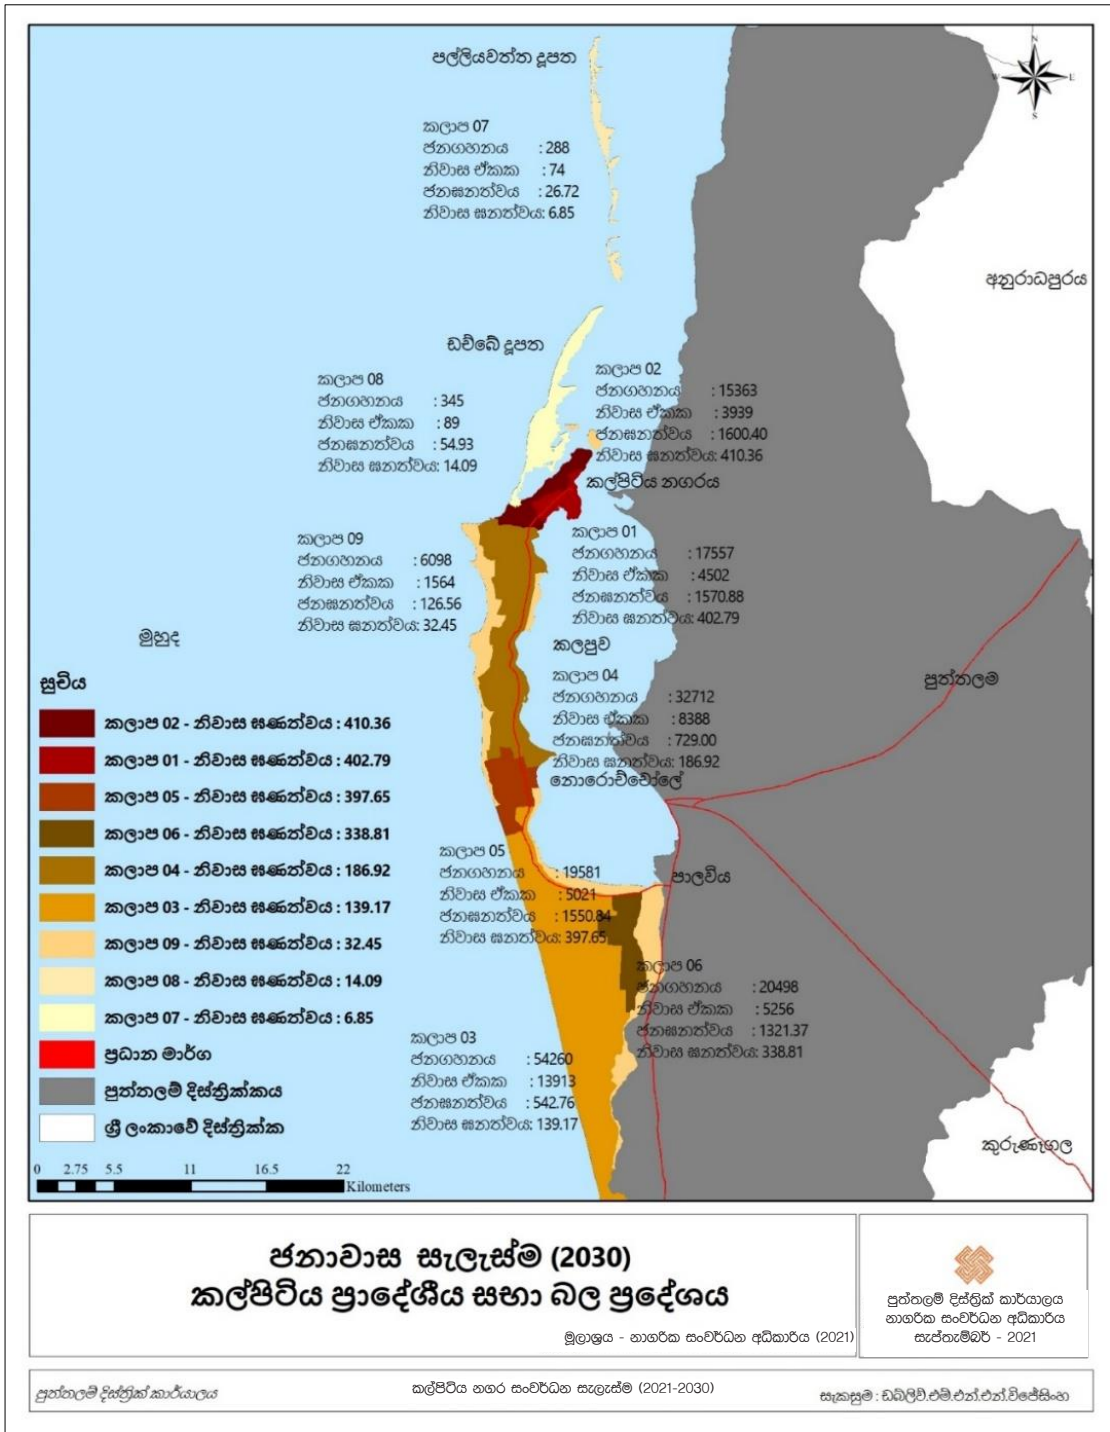 පල්ලියවත්ත දූපත
N
W E
S
කලාප 07
ජනගහනය : 288
නිවාස ඒකක : 74
ජනඝනත්වය : 26.72
නිවාස ඝනත්වය: 6.85
අනුරාධපුරය
ඩච්බේ දූපත
කලාප 08
ජනගහනය : 345
නිවාස ඒකක : 89
ජනඝනත්වය : 54.93
නිවාස ඝනත්වය: 14.09
කලාප 02
ජනගහනය : 15363
නිවාස ඒකක : 3939
ජනඝනත්වය : 1600.40
නිවාස ඝනත්වය: 410.36
කල්පිටිය නගරය
කලාප 09
ජනගහනය : 6098
නිවාස ඒකක : 1564
ජනඝනත්වය : 126.56
නිවාස ඝනත්වය: 32.45
කලාප 01
ජනගහනය : 17557
නිවාස ඒකක : 4502
ජනඝනත්වය : 1570.88
නිවාස ඝනත්වය: 402.79
මුහුද
කලපුව
කලාප 04
ජනගහනය : 32712
නිවාස ඒකක : 8388
ජනඝනත්වය : 729.00
නිවාස ඝනත්වය: 186.92
නොරොච්චෝලේ
පුත්තලම
සුචිය
කලාප 02 - නිවාස ඝණත්වය : 410.36
කලාප 01 - නිවාස ඝණත්වය : 402.79
කලාප 05 - නිවාස ඝණත්වය : 397.65
කලාප 06 - නිවාස ඝණත්වය : 338.81
කලාප 04 - නිවාස ඝණත්වය : 186.92
කලාප 03 - නිවාස ඝණත්වය : 139.17
කලාප 09 - නිවාස ඝණත්වය : 32.45
කලාප 08 - නිවාස ඝණත්වය : 14.09
කලාප 07 - නිවාස ඝණත්වය : 6.85
ප්‍රධාන මාර්ග
පුත්තලම් දිස්ත්‍රික්කය
ශ්‍රී ලංකාවේ දිස්ත්‍රික්ක
කලාප 05
ජනගහනය : 19581
නිවාස ඒකක : 5021
ජනඝනත්වය : 1550.84
නිවාස ඝනත්වය: 397.65
පාලවිය
කලාප 06
ජනගහනය : 20498
නිවාස ඒකක : 5256
ජනඝනත්වය : 1321.37
නිවාස ඝනත්වය: 338.81
කලාප 03
ජනගහනය : 54260
නිවාස ඒකක : 13913
ජනඝනත්වය : 542.76
නිවාස ඝනත්වය: 139.17
කුරුණෑගල
0 2.75 5.5 11 16.5 22
Kilometers
ජනාවාස සැලැස්ම (2030)
කල්පිටිය ප්‍රාදේශීය සභා බල ප්‍රදේශය
මූලාශ්‍රය - නාගරික සංවර්ධන අධිකාරිය (2021)
පුත්තලම් දිස්ත්‍රික් කාර්යාලය
නාගරික සංවර්ධන අධිකාරිය
සැප්තැම්බර් - 2021
පුත්තලම් දිස්ත්‍රික් කාර්යාලය
කල්පිටිය නගර සංවර්ධන සැලැස්ම (2021-2030)
සැකසුම : ඩබ්ලිව්.එම්.එන්.එන්.විජේසිංහ